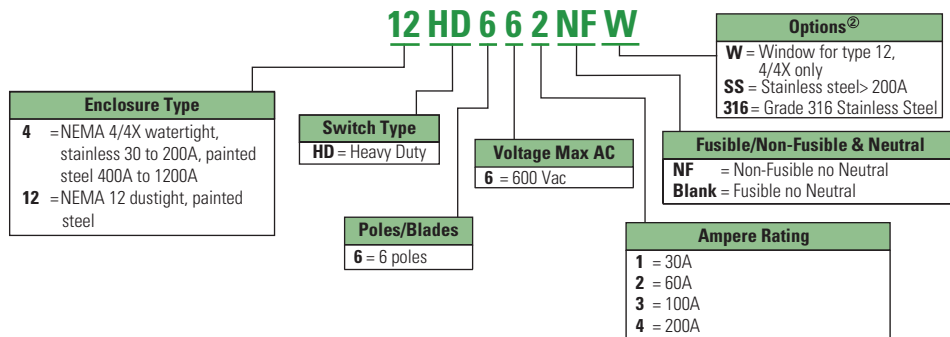 12 HD 6 6 2 NF W
Options②
W = Window for type 12,
4/4X only
SS = Stainless steel> 200A
316 = Grade 316 Stainless Steel
Enclosure Type
4 =NEMA 4/4X watertight,
stainless 30 to 200A, painted
steel 400A to 1200A
12 =NEMA 12 dustight, painted
steel
Switch Type
HD = Heavy Duty
Voltage Max AC
6 = 600 Vac
Fusible/Non-Fusible & Neutral
NF = Non-Fusible no Neutral
Blank = Fusible no Neutral
Poles/Blades
6 = 6 poles
Ampere Rating
1 = 30A
2 = 60A
3 = 100A
4 = 200A